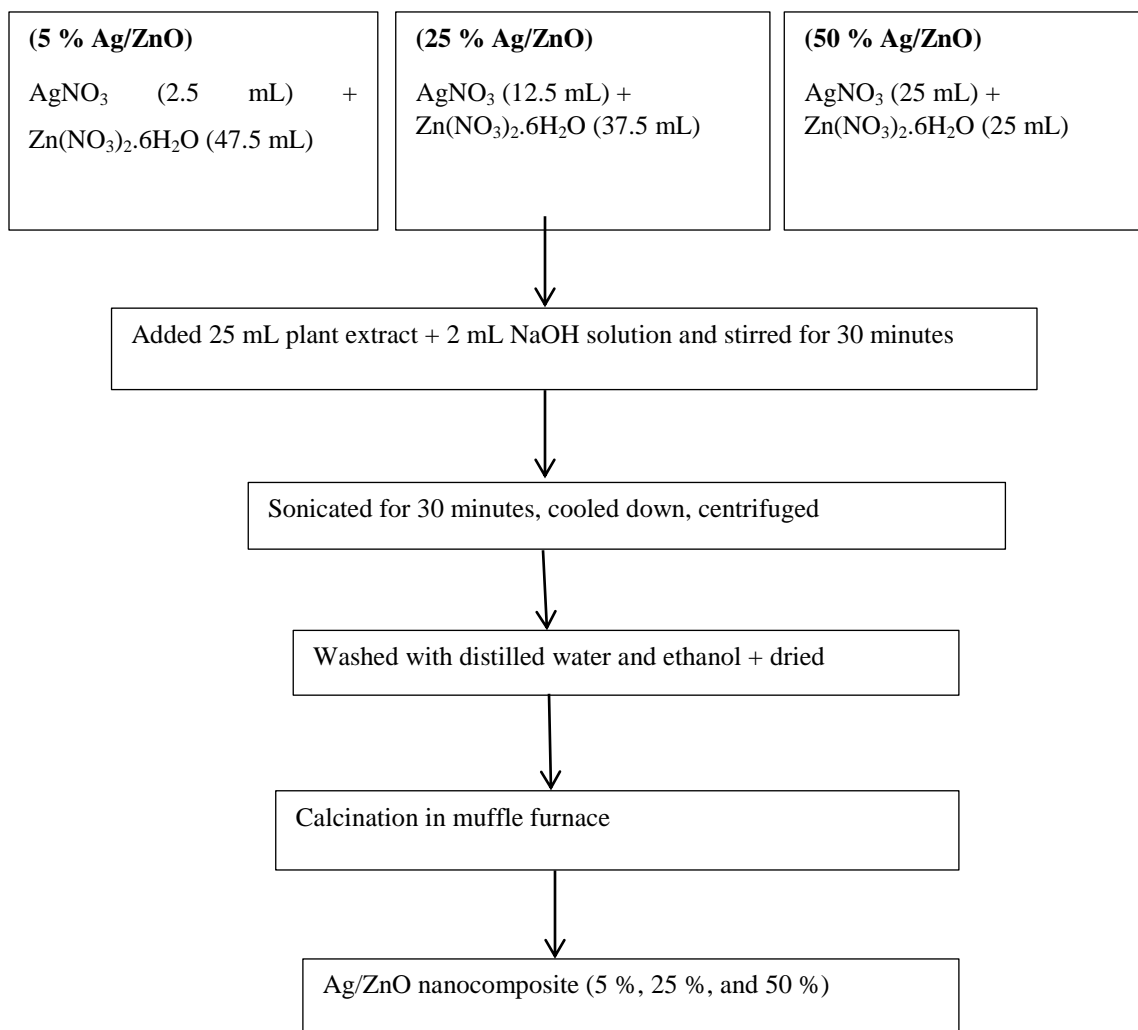 (5 % Ag/ZnO)
AgNO₃ (2.5 mL) +
Zn(NO₃)₂.6H₂O (47.5 mL)
(25 % Ag/ZnO)
AgNO₃ (12.5 mL) +
Zn(NO₃)₂.6H₂O (37.5 mL)
(50 % Ag/ZnO)
AgNO₃ (25 mL) +
Zn(NO₃)₂.6H₂O (25 mL)
Added 25 mL plant extract + 2 mL NaOH solution and stirred for 30 minutes
Sonicated for 30 minutes, cooled down, centrifuged
Washed with distilled water and ethanol + dried
Calcination in muffle furnace
Ag/ZnO nanocomposite (5 %, 25 %, and 50 %)